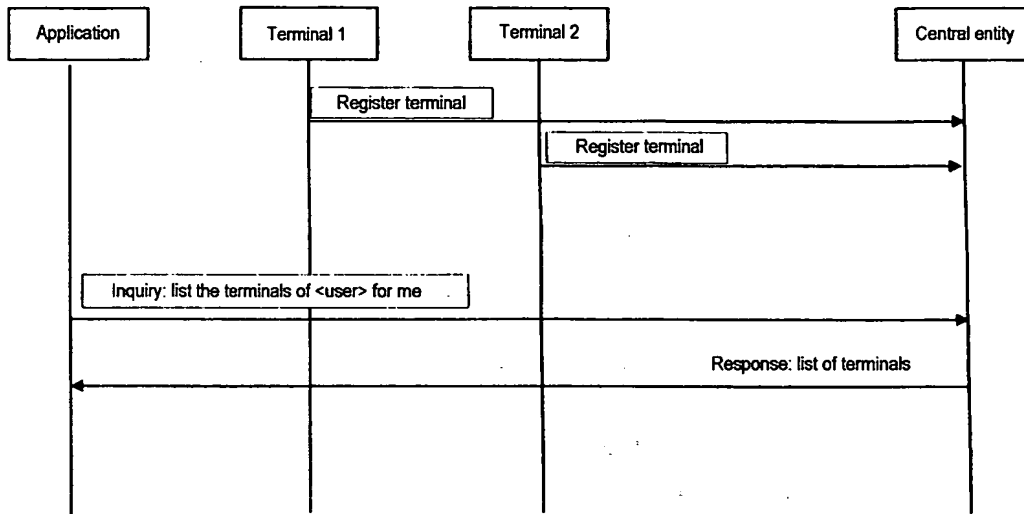 Application
Terminal 1
Terminal 2
Central entity
Register terminal
Register terminal
Inquiry: list the terminals of <user> for me
Response: list of terminals